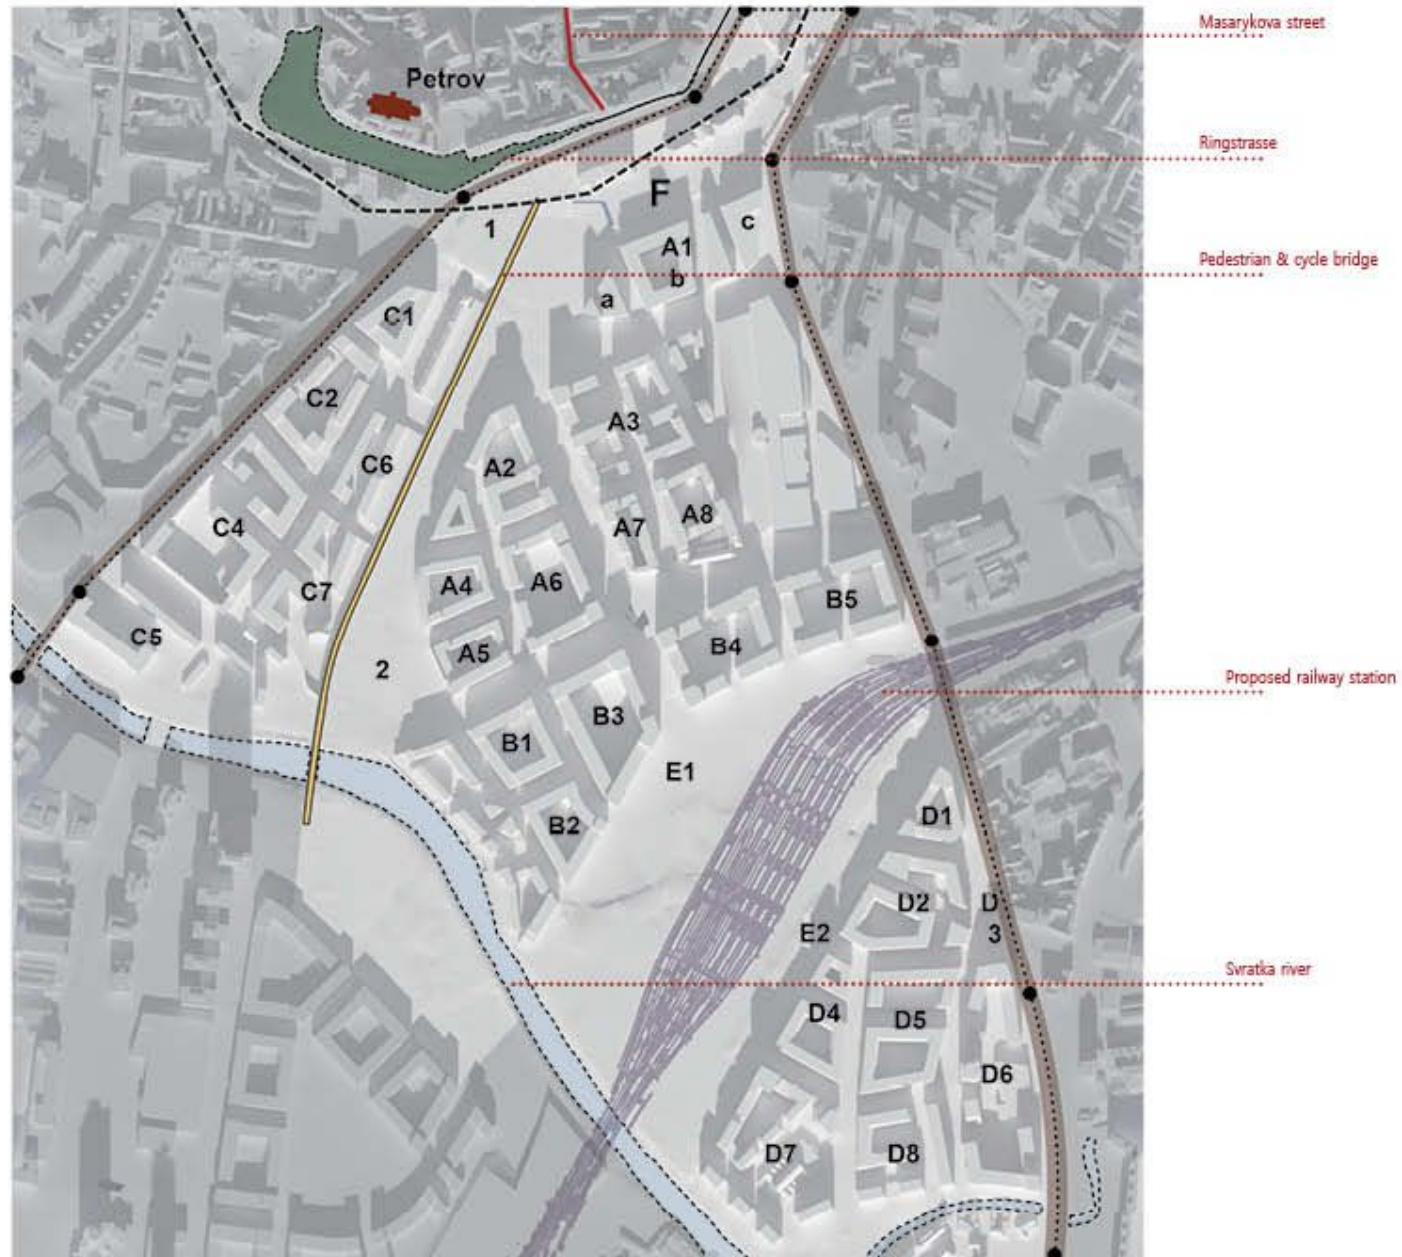 Masarykova street
Petrov
Ringstrasse
F
1
c
A1
b
Pedestrian & cycle bridge
a
C1
C2
A3
C6
A2
A8
C4
A7
A4
A6
C7
B5
C5
B4
A5
2
Proposed railway station
B3
B1
E1
D1
B2
D2
D
3
E2
Svratka river
D4
D5
D6
D7
D8